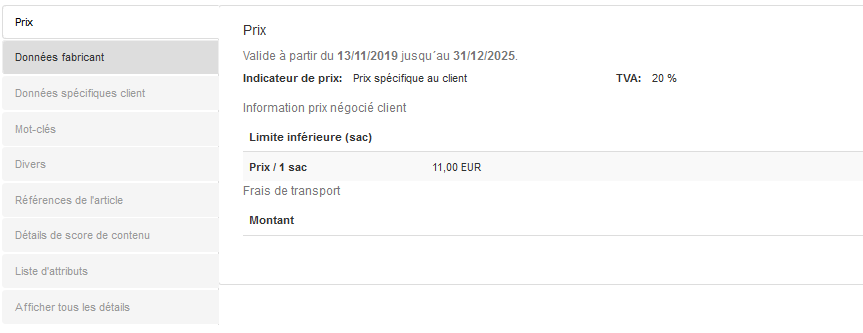 Prix
Données fabricant
Données spécifiques client
Mot-clés
Divers
Références de l'article
Détails de score de contenu
Liste d'attributs
Afficher tous les détails
Prix
Valide à partir du 13/11/2019 jusqu´au 31/12/2025.
Indicateur de prix: Prix spécifique au client TVA: 20 %
Information prix négocié client
Limite inférieure (sac)
Prix / 1 sac 11,00 EUR
Frais de transport
Montant